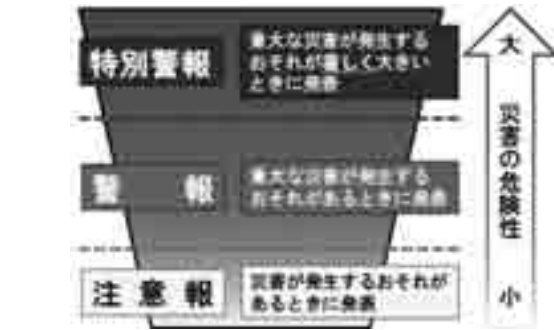 特別警報
重大な災害が発生する
おそれが著しく大きい
ときに発表
警 報
重大な災害が発生する
おそれがあるときに発表
注 意 報
災害が発生するおそれが
あるときに発表
大 災害の危険性 小